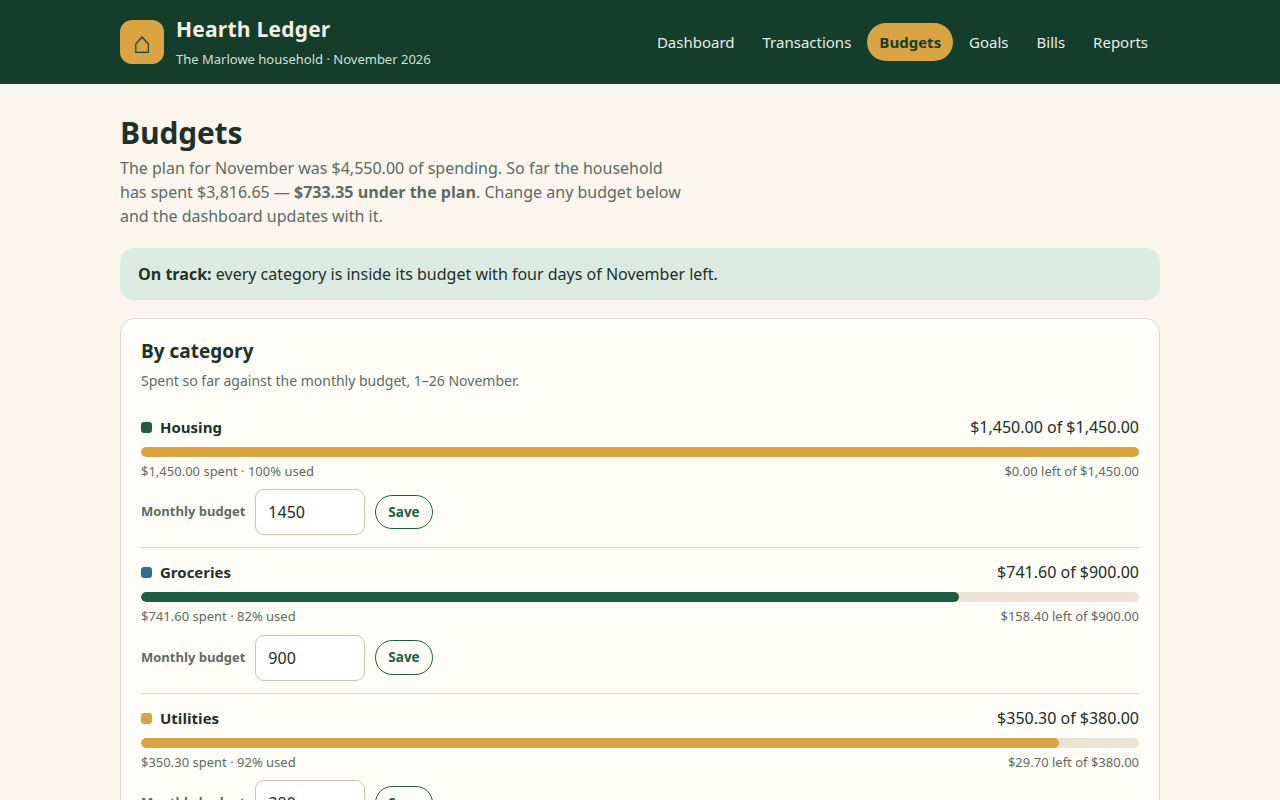 Hearth Ledger
The Marlowe household · November 2026
Dashboard Transactions Budgets Goals Bills Reports
Budgets
The plan for November was $4,550.00 of spending. So far the household
has spent $3,816.65 — $733.35 under the plan. Change any budget below
and the dashboard updates with it.
On track: every category is inside its budget with four days of November left.
By category
Spent so far against the monthly budget, 1–26 November.
Housing $1,450.00 of $1,450.00
$1,450.00 spent · 100% used $0.00 left of $1,450.00
Monthly budget 1450 Save
Groceries $741.60 of $900.00
$741.60 spent · 82% used $158.40 left of $900.00
Monthly budget 900 Save
Utilities $350.30 of $380.00
$350.30 spent · 92% used $29.70 left of $380.00
Monthly budget 380 Save